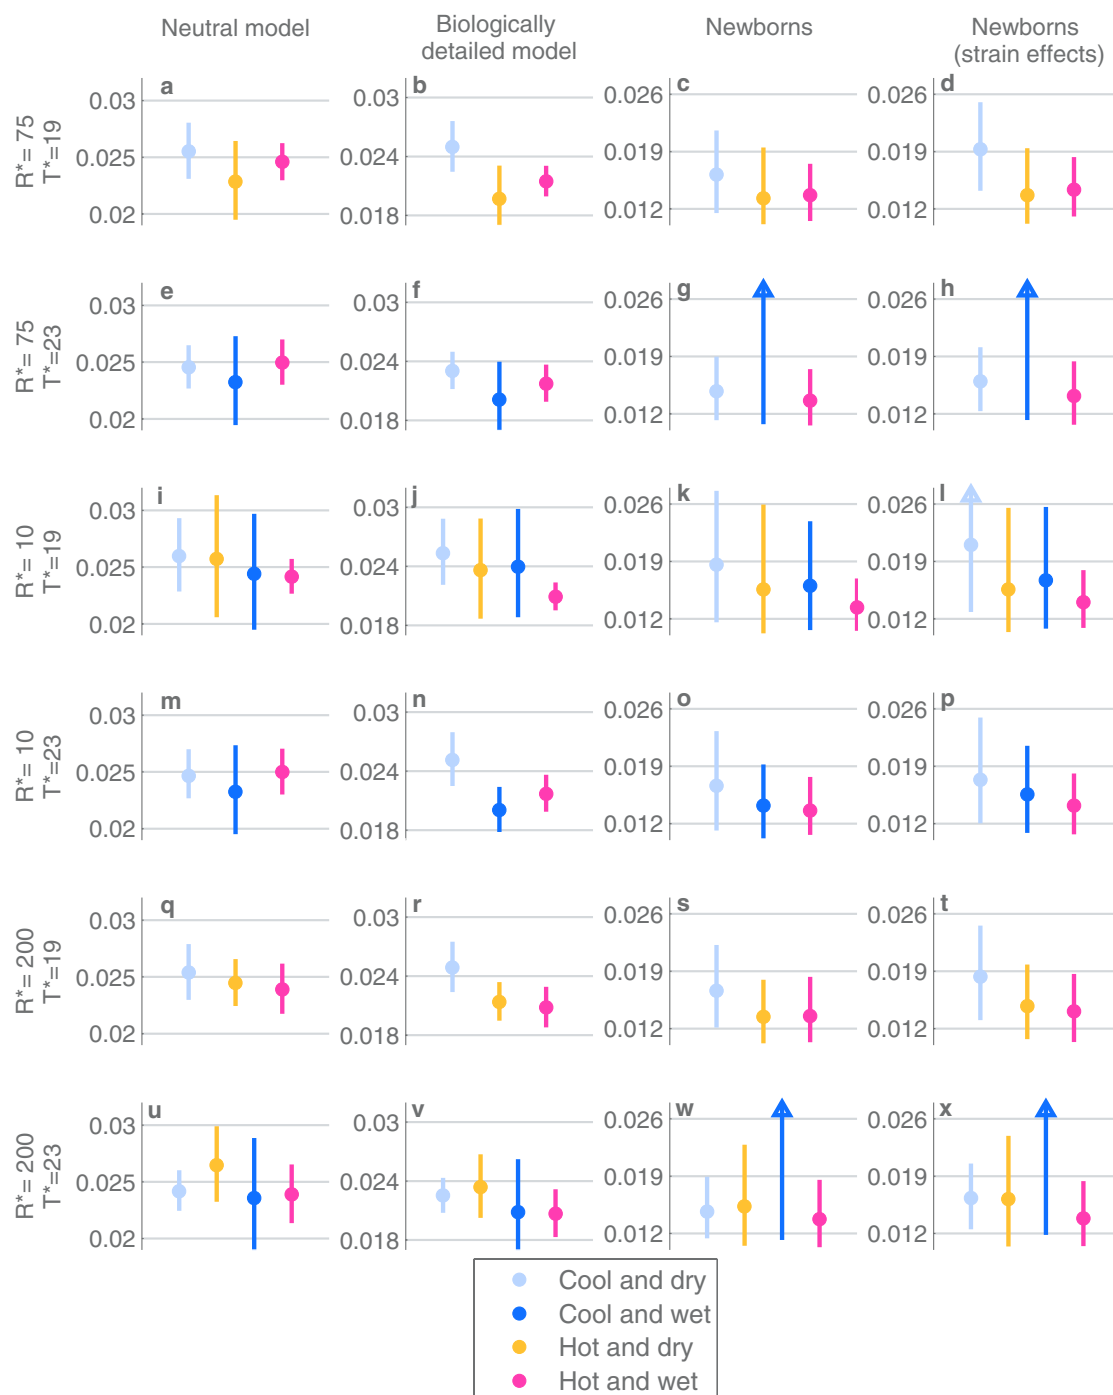 Neutral model
Biologically
detailed model
Newborns
Newborns
(strain effects)
R*= 75
T*=19
a
0.03
0.025
0.02
b
0.03
0.024
0.018
c
0.026
0.019
0.012
d
0.026
0.019
0.012
R*= 75
T*=23
e
0.03
0.025
0.02
f
0.03
0.024
0.018
g
0.026
0.019
0.012
h
0.026
0.019
0.012
R*= 10
T*=19
i
0.03
0.025
0.02
j
0.03
0.024
0.018
k
0.026
0.019
0.012
l
0.026
0.019
0.012
R*= 10
T*=23
m
0.03
0.025
0.02
n
0.03
0.024
0.018
o
0.026
0.019
0.012
p
0.026
0.019
0.012
R*= 200
T*=19
q
0.03
0.025
0.02
r
0.03
0.024
0.018
s
0.026
0.019
0.012
t
0.026
0.019
0.012
R*= 200
T*=23
u
0.03
0.025
0.02
v
0.03
0.024
0.018
w
0.026
0.019
0.012
x
0.026
0.019
0.012
Cool and dry
Cool and wet
Hot and dry
Hot and wet